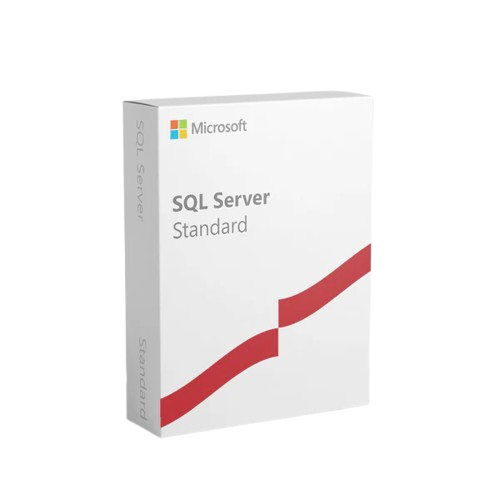 Microsoft
SQL Server
Standard
SQL Server
Standard